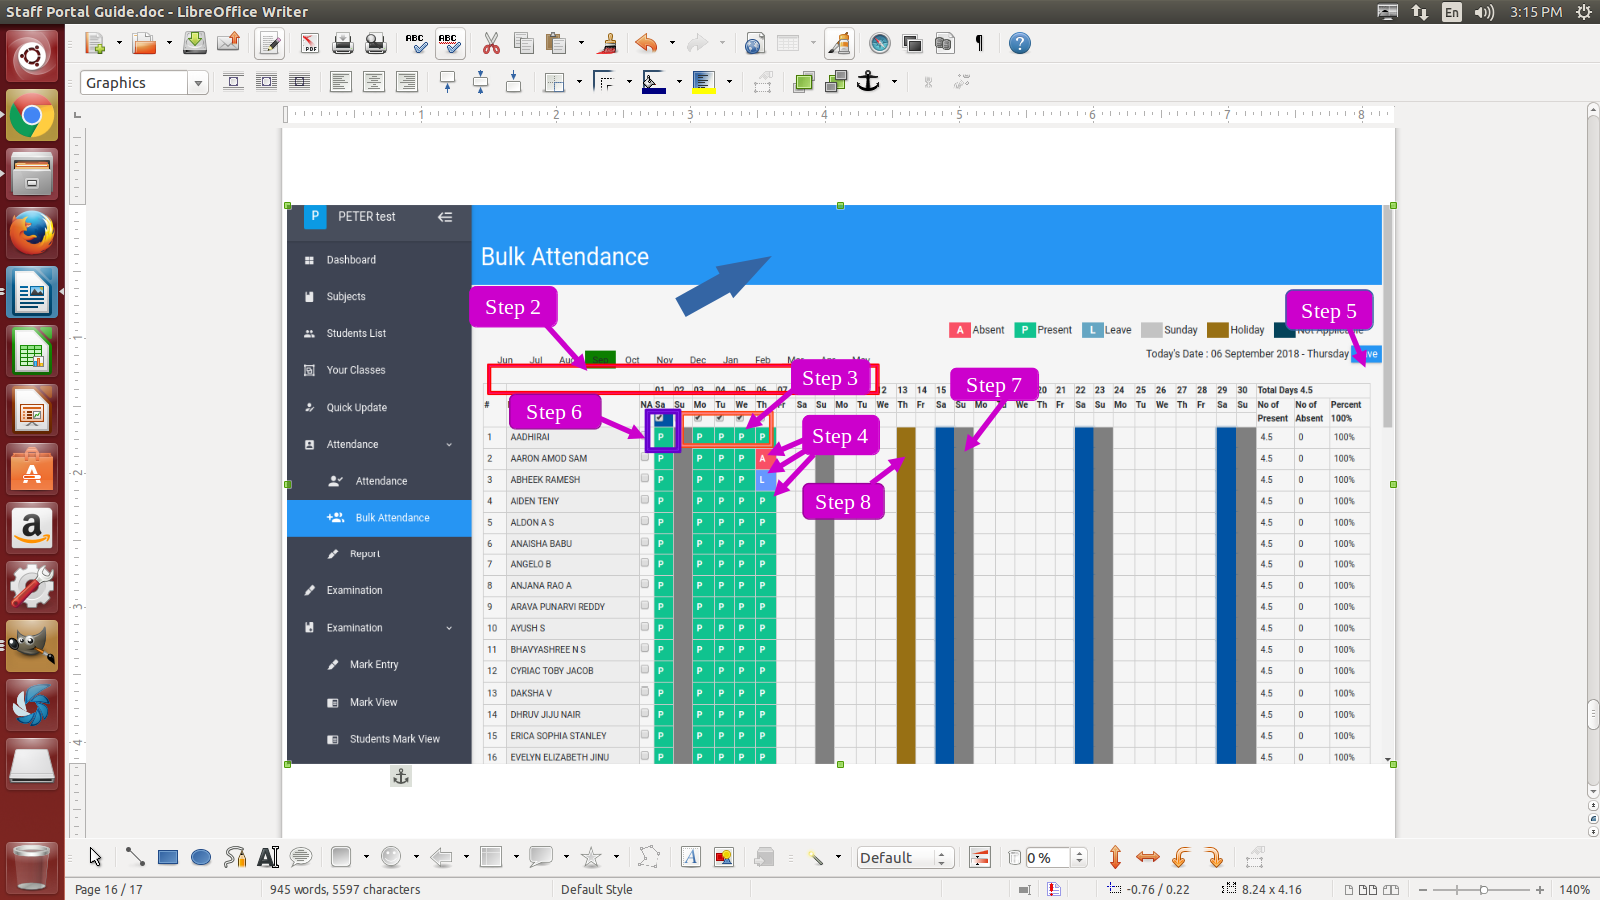 Staff Portal Guide.doc - LibreOffice Writer
En
3:15 PM
Graphics
1 2 3 4 5 6 7 8
P PETER test
Bulk Attendance
Dashboard
Subjects
Students List
Your Classes
Quick Update
Attendance
Attendance
Bulk Attendance
Report
Examination
Examination
Mark Entry
Mark View
Students Mark View
Step 2
Step 5
A Absent P Present L Leave Sunday Holiday Not Applicable
Today's Date : 06 September 2018 - Thursday
Jun Jul Aug Sep Oct Nov Dec Jan Feb Mar Apr May
Step 3
Step 7
Step 6
Step 4
Step 8
01 02 03 04 05 06 07 12 13 14 15 20 21 22 23 24 25 26 27 28 29 30 Total Days 4.5
# NA Sa Su Mo Tu We Th Fr Sa Su Mo Tu We Th Fr Sa Su Mo Tu We Th Fr Sa Su Mo Tu We Th Fr Sa Su No of Present No of Absent Percent 100%
1 AADHIRAI P P P P P 4.5 0 100%
2 AARON AMOD SAM P P P P A 4.5 0 100%
3 ABHEEK RAMESH P P P P L 4.5 0 100%
4 AIDEN TENY P P P P P 4.5 0 100%
5 ALDON A S P P P P P 4.5 0 100%
6 ANAISHA BABU P P P P P 4.5 0 100%
7 ANGELO B P P P P P 4.5 0 100%
8 ANJANA RAO A P P P P P 4.5 0 100%
9 ARAVA PUNARVI REDDY P P P P P 4.5 0 100%
10 AYUSH S P P P P P 4.5 0 100%
11 BHAVYASHREE N S P P P P P 4.5 0 100%
12 CYRIAC TOBY JACOB P P P P P 4.5 0 100%
13 DAKSHA V P P P P P 4.5 0 100%
14 DHRUV JIJU NAIR P P P P P 4.5 0 100%
15 ERICA SOPHIA STANLEY P P P P P 4.5 0 100%
16 EVELYN ELIZABETH JINU P P P P P 4.5 0 100%
Default
0 %
Page 16 / 17 945 words, 5597 characters Default Style -0.76 / 0.22 8.24 x 4.16 140%